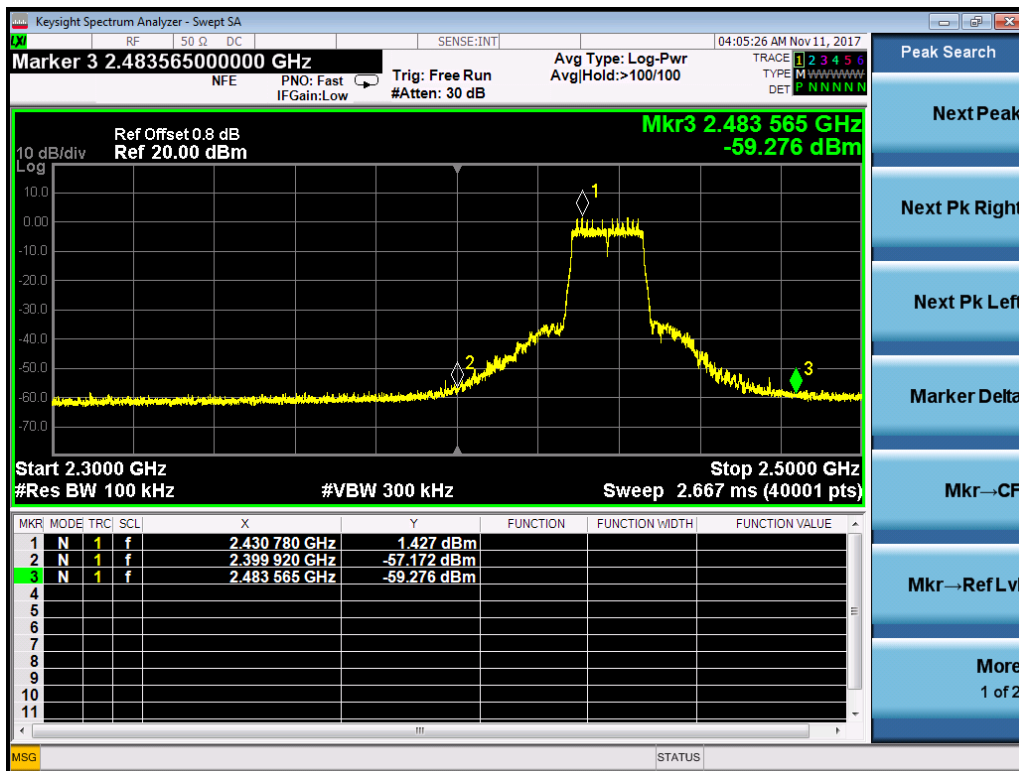 Keysight Spectrum Analyzer - Swept SA
LXI RF 50 Ω DC SENSE:INT 04:05:26 AM Nov 11, 2017
Marker 3 2.483565000000 GHz
NFE PNO: Fast Trig: Free Run Avg Type: Log-Pwr TRACE 1 2 3 4 5 6
IFGain:Low #Atten: 30 dB Avg|Hold:>100/100 TYPE M WWWWW
DET P N N N N N
Peak Search
Next Peak
Next Pk Right
Next Pk Left
Marker Delta
Mkr→CF
Mkr→Ref Lvl
More
1 of 2
Mkr3 2.483 565 GHz
-59.276 dBm
Ref Offset 0.8 dB
10 dB/div Ref 20.00 dBm
Log
10.0
0.00
-10.0
-20.0
-30.0
-40.0
-50.0
-60.0
-70.0
1
2
3
Start 2.3000 GHz Stop 2.5000 GHz
#Res BW 100 kHz #VBW 300 kHz Sweep 2.667 ms (40001 pts)
MKR MODE TRC SCL X Y FUNCTION FUNCTION WIDTH FUNCTION VALUE
1 N 1 f 2.430 780 GHz 1.427 dBm
2 N 1 f 2.399 920 GHz -57.172 dBm
3 N 1 f 2.483 565 GHz -59.276 dBm
4
5
6
7
8
9
10
11
MSG STATUS